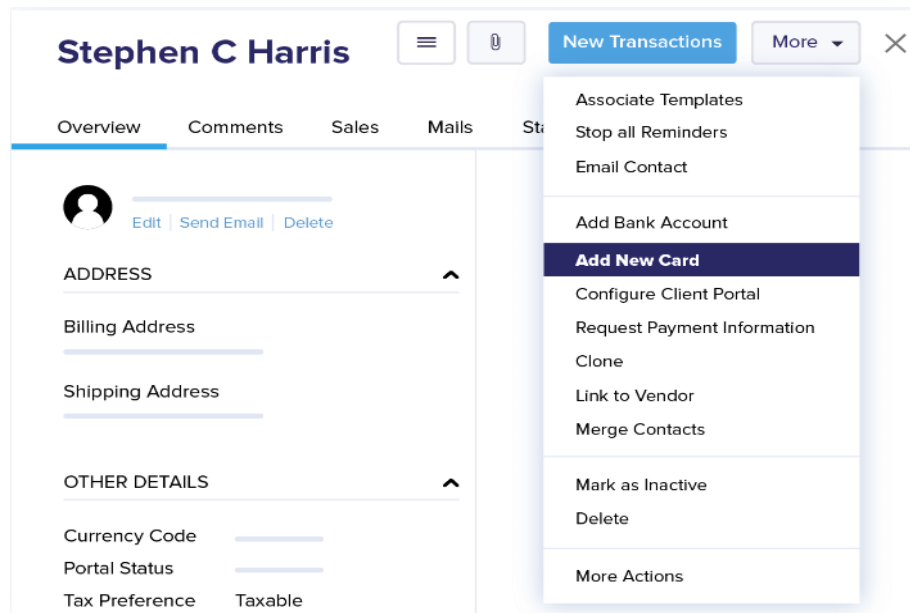 Stephen C Harris
New Transactions
More
Overview
Comments
Sales
Mails
Edit
Send Email
Delete
ADDRESS
Billing Address
Shipping Address
OTHER DETAILS
Currency Code
Portal Status
Tax Preference Taxable
Associate Templates
Stop all Reminders
Email Contact
Add Bank Account
Add New Card
Configure Client Portal
Request Payment Information
Clone
Link to Vendor
Merge Contacts
Mark as Inactive
Delete
More Actions